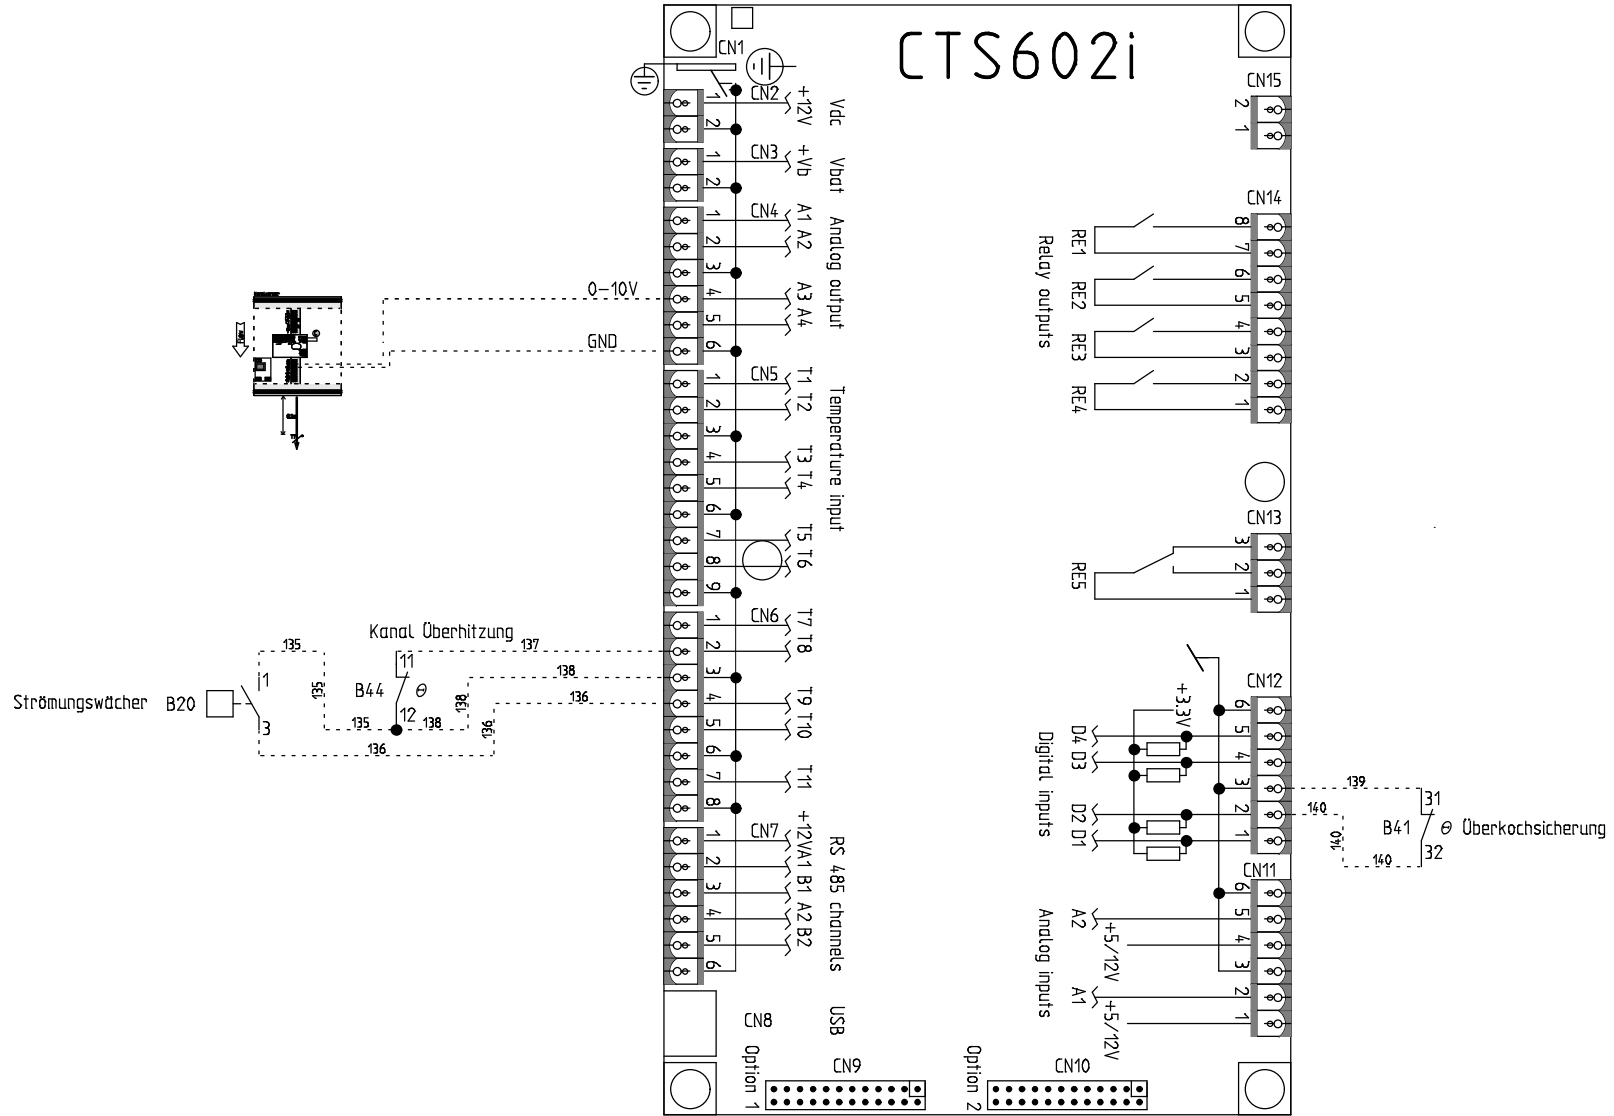 CTS602i
CN1
CN2
1
2
+12V
Vdc
CN3
1
2
+Vb
Vbat
CN4
1
2
3
4
5
6
A1
A2
A3
A4
Analog output
0-10V
GND
CN5
1
2
3
4
5
6
7
8
9
T1
T2
T3
T4
T5
T6
Temperature input
CN6
1
2
3
4
5
6
7
8
T7
T8
T9
T10
T11
Kanal Überhitzung
137
11
B44
θ
12
138
138
138
135
135
135
136
136
136
Strömungswächer
B20
1
3
CN7
1
2
3
4
5
6
+12V
A1
B1
A2
B2
RS 485 channels
CN8
USB
Option 1
CN9
Option 2
CN10
CN15
2
1
CN14
8
7
6
5
4
3
2
1
RE1
RE2
RE3
RE4
Relay outputs
CN13
3
2
1
RE5
CN12
6
5
4
3
2
1
+3.3V
D4
D3
D2
D1
Digital inputs
139
140
140
140
31
B41
θ
Überkochsicherung
32
CN11
6
5
4
3
2
1
A2
+5/12V
A1
+5/12V
Analog inputs